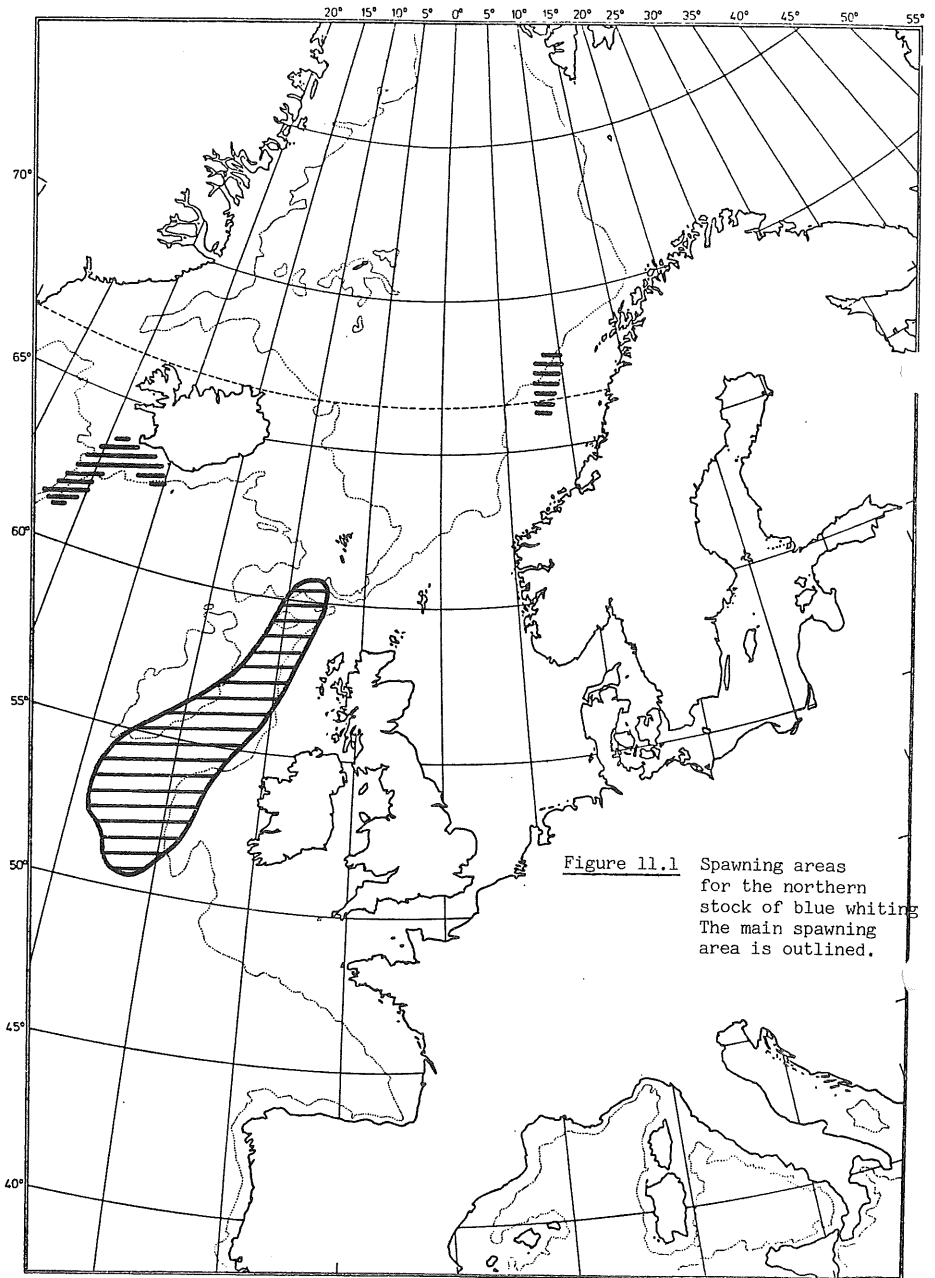 20° 15° 10° 5° 0° 5° 10° 15° 20° 25° 30° 35° 40° 45° 50° 55°
70°
65°
60°
55°
50°
45°
40°
Figure 11.1 Spawning areas
for the northern
stock of blue whiting
The main spawning
area is outlined.